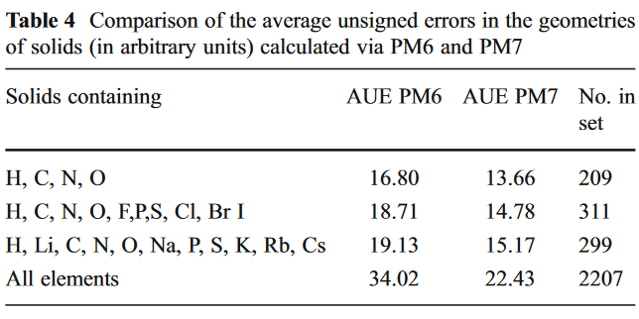 Table 4 Comparison of the average unsigned errors in the geometries
of solids (in arbitrary units) calculated via PM6 and PM7
Solids containing AUE PM6 AUE PM7 No. in
set
H, C, N, O 16.80 13.66 209
H, C, N, O, F,P,S, Cl, Br I 18.71 14.78 311
H, Li, C, N, O, Na, P, S, K, Rb, Cs 19.13 15.17 299
All elements 34.02 22.43 2207